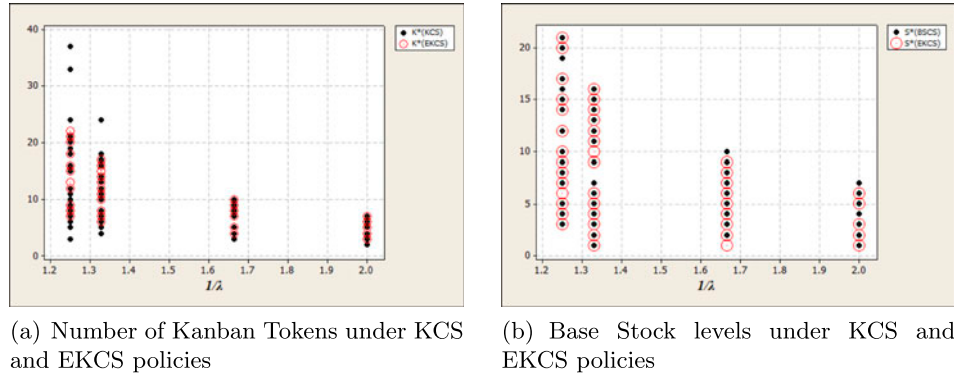 40
30
20
10
0
1.2 1.3 1.4 1.5 1.6 1.7 1.8 1.9 2.0
1/λ
K*(KCS)
K*(EKCS)
(a) Number of Kanban Tokens under KCS
and EKCS policies
20
15
10
5
0
1.2 1.3 1.4 1.5 1.6 1.7 1.8 1.9 2.0
1/λ
S*(BSCS)
S*(EKCS)
(b) Base Stock levels under KCS and
EKCS policies